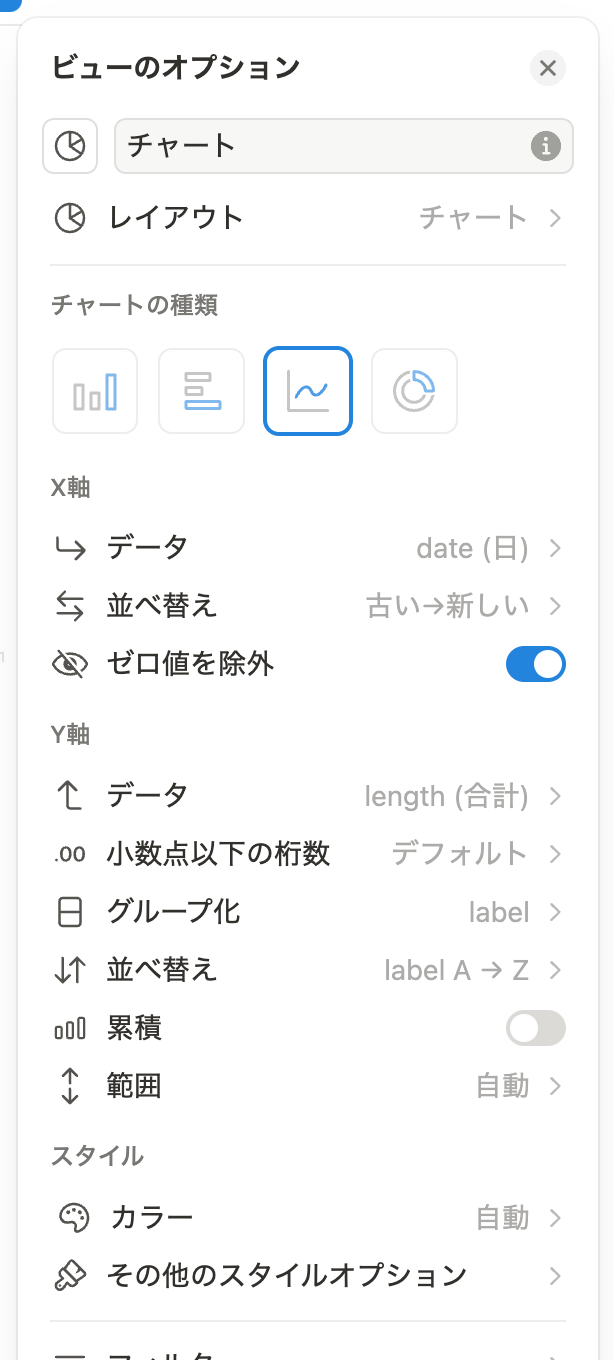 ビューのオプション
チャート
レイアウト チャート
チャートの種類
X軸
データ date (日)
並べ替え 古い→新しい
ゼロ値を除外
Y軸
データ length (合計)
.00 小数点以下の桁数 デフォルト
グループ化 label
並べ替え label A → Z
累積
範囲 自動
スタイル
カラー 自動
その他のスタイルオプション
フィルター